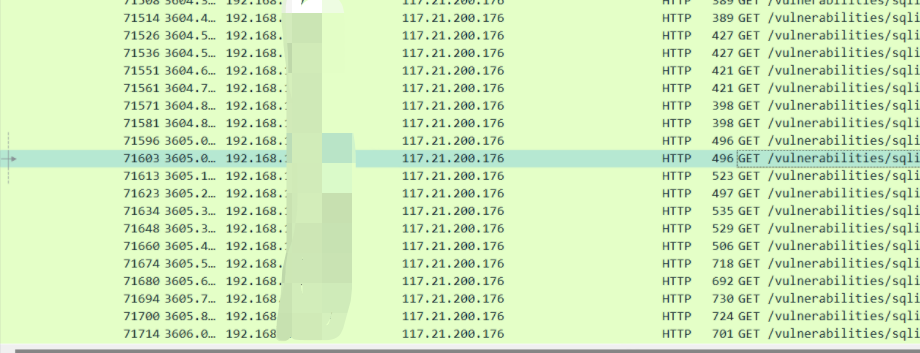 71508 3604.3… 192.168. 117.21.200.176 HTTP 389 GET /vulnerabilities/sqli
71514 3604.4… 192.168. 117.21.200.176 HTTP 389 GET /vulnerabilities/sqli
71526 3604.5… 192.168. 117.21.200.176 HTTP 427 GET /vulnerabilities/sqli
71536 3604.5… 192.168. 117.21.200.176 HTTP 427 GET /vulnerabilities/sqli
71551 3604.6… 192.168. 117.21.200.176 HTTP 421 GET /vulnerabilities/sqli
71561 3604.7… 192.168. 117.21.200.176 HTTP 421 GET /vulnerabilities/sqli
71571 3604.8… 192.168. 117.21.200.176 HTTP 398 GET /vulnerabilities/sqli
71581 3604.8… 192.168. 117.21.200.176 HTTP 398 GET /vulnerabilities/sqli
71596 3605.0… 192.168. 117.21.200.176 HTTP 496 GET /vulnerabilities/sqli
71603 3605.0… 192.168. 117.21.200.176 HTTP 496 GET /vulnerabilities/sqli
71613 3605.1… 192.168. 117.21.200.176 HTTP 523 GET /vulnerabilities/sqli
71623 3605.2… 192.168. 117.21.200.176 HTTP 497 GET /vulnerabilities/sqli
71634 3605.3… 192.168. 117.21.200.176 HTTP 535 GET /vulnerabilities/sqli
71648 3605.3… 192.168. 117.21.200.176 HTTP 529 GET /vulnerabilities/sqli
71660 3605.4… 192.168. 117.21.200.176 HTTP 506 GET /vulnerabilities/sqli
71674 3605.5… 192.168. 117.21.200.176 HTTP 718 GET /vulnerabilities/sqli
71680 3605.6… 192.168. 117.21.200.176 HTTP 692 GET /vulnerabilities/sqli
71694 3605.7… 192.168. 117.21.200.176 HTTP 730 GET /vulnerabilities/sqli
71700 3605.8… 192.168. 117.21.200.176 HTTP 724 GET /vulnerabilities/sqli
71714 3606.0… 192.168 117.21.200.176 HTTP 701 GET /vulnerabilities/sqli